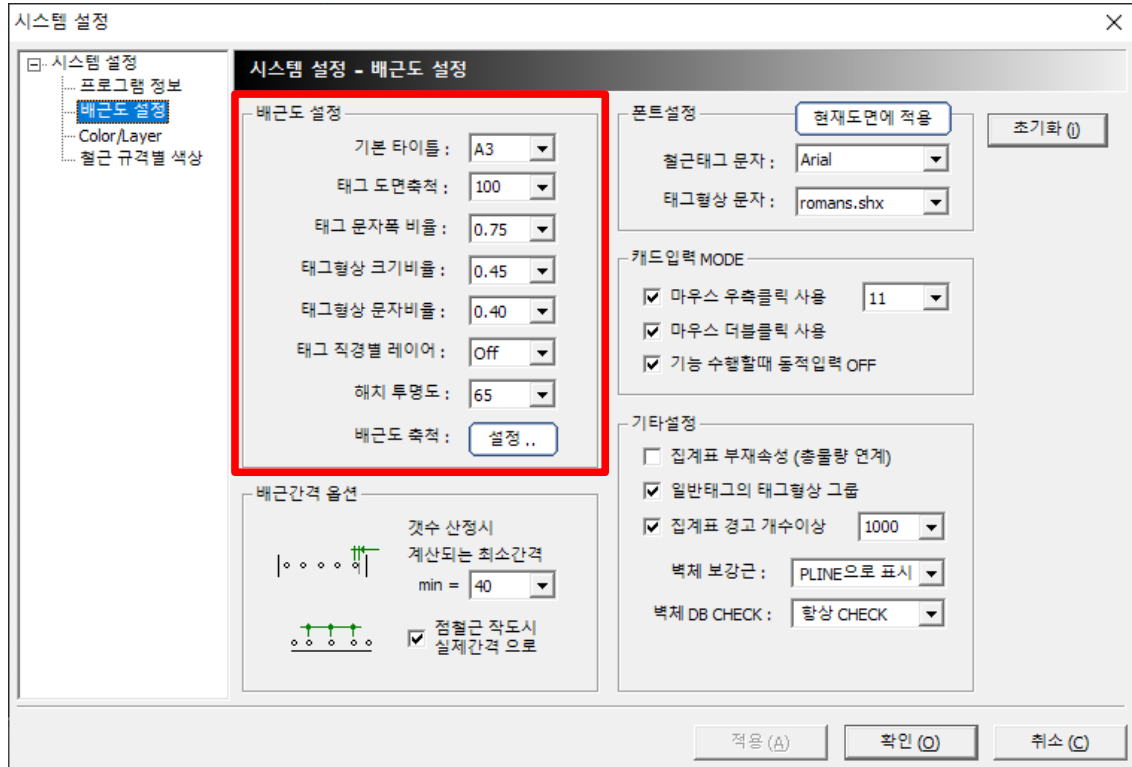 시스템 설정
시스템 설정
프로그램 정보
배근도 설정
Color/Layer
철근 규격별 색상
시스템 설정 - 배근도 설정
배근도 설정
기본 타이틀 : A3
태그 도면축척 : 100
태그 문자폭 비율 : 0.75
태그형상 크기비율 : 0.45
태그형상 문자비율 : 0.40
태그 직경별 레이어 : Off
해치 투명도 : 65
배근도 축척 : 설정 ..
배근간격 옵션
갯수 산정시
계산되는 최소간격
min = 40
점철근 작도시
실제간격 으로
폰트설정
현재도면에 적용
철근태그 문자 : Arial
태그형상 문자 : romans.shx
캐드입력 MODE
마우스 우측클릭 사용 11
마우스 더블클릭 사용
기능 수행할때 동적입력 OFF
기타설정
집계표 부재속성 (총물량 연계)
일반태그의 태그형상 그룹
집계표 경고 개수이상 1000
벽체 보강근 : PLINE으로 표시
벽체 DB CHECK : 항상 CHECK
초기화 (i)
적용 (A)
확인 (O)
취소 (C)